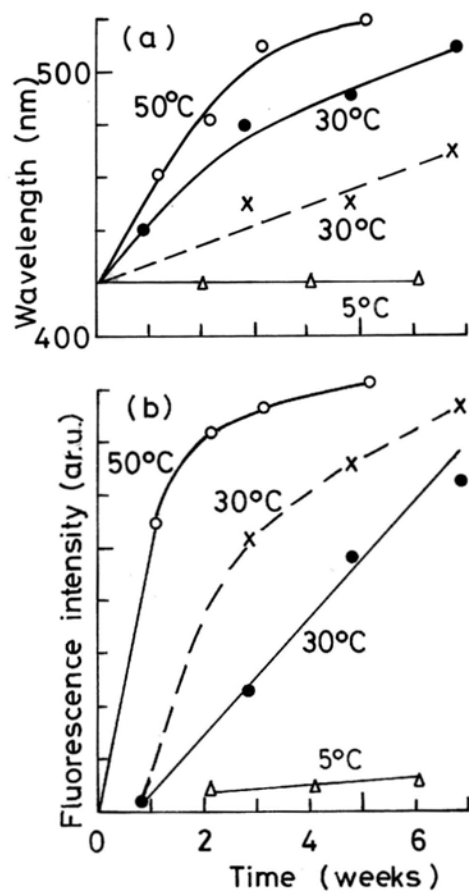 (a)
500
50°C
30°C
30°C
5°C
400
Wavelength (nm)
(b)
50°C
30°C
30°C
5°C
Fluorescence intensity (ar.u.)
0 2 4 6
Time (weeks)